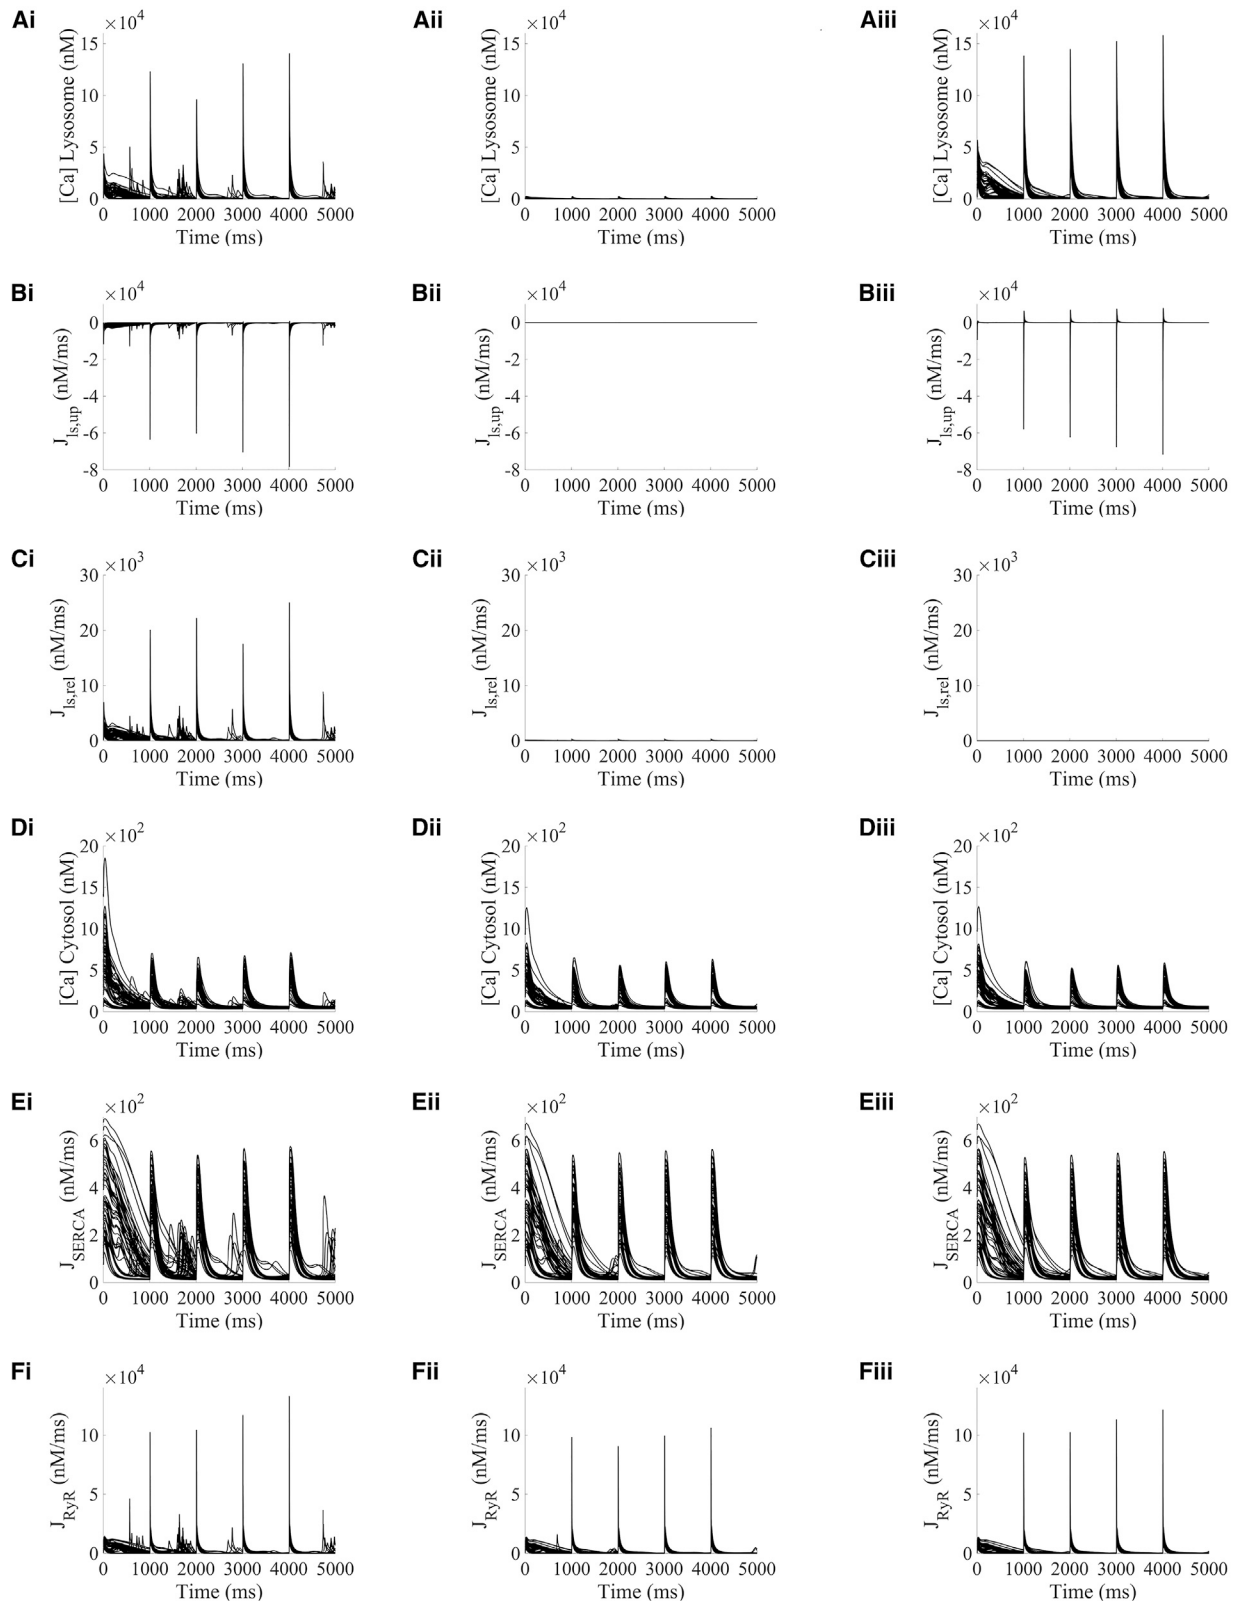 Ai Aii Aiii
×10⁴ ×10⁴ ×10⁴
[Ca] Lysosome (nM) [Ca] Lysosome (nM) [Ca] Lysosome (nM)
15 15 15
10 10 10
5 5 5
0 0 0
0 1000 2000 3000 4000 5000 0 1000 2000 3000 4000 5000 0 1000 2000 3000 4000 5000
Time (ms) Time (ms) Time (ms)
Bi Bii Biii
×10⁴ ×10⁴ ×10⁴
J_ls,up (nM/ms) J_ls,up (nM/ms) J_ls,up (nM/ms)
0 0 0
-2 -2 -2
-4 -4 -4
-6 -6 -6
-8 -8 -8
0 1000 2000 3000 4000 5000 0 1000 2000 3000 4000 5000 0 1000 2000 3000 4000 5000
Time (ms) Time (ms) Time (ms)
Ci Cii Ciii
×10³ ×10³ ×10³
J_ls,rel (nM/ms) J_ls,rel (nM/ms) J_ls,rel (nM/ms)
30 30 30
20 20 20
10 10 10
0 0 0
0 1000 2000 3000 4000 5000 0 1000 2000 3000 4000 5000 0 1000 2000 3000 4000 5000
Time (ms) Time (ms) Time (ms)
Di Dii Diii
×10² ×10² ×10²
[Ca] Cytosol (nM) [Ca] Cytosol (nM) [Ca] Cytosol (nM)
20 20 20
15 15 15
10 10 10
5 5 5
0 0 0
0 1000 2000 3000 4000 5000 0 1000 2000 3000 4000 5000 0 1000 2000 3000 4000 5000
Time (ms) Time (ms) Time (ms)
Ei Eii Eiii
×10² ×10² ×10²
J_SERCA (nM/ms) J_SERCA (nM/ms) J_SERCA (nM/ms)
6 6 6
4 4 4
2 2 2
0 0 0
0 1000 2000 3000 4000 5000 0 1000 2000 3000 4000 5000 0 1000 2000 3000 4000 5000
Time (ms) Time (ms) Time (ms)
Fi Fii Fiii
×10⁴ ×10⁴ ×10⁴
J_RyR (nM/ms) J_RyR (nM/ms) J_RyR (nM/ms)
10 10 10
5 5 5
0 0 0
0 1000 2000 3000 4000 5000 0 1000 2000 3000 4000 5000 0 1000 2000 3000 4000 5000
Time (ms) Time (ms) Time (ms)